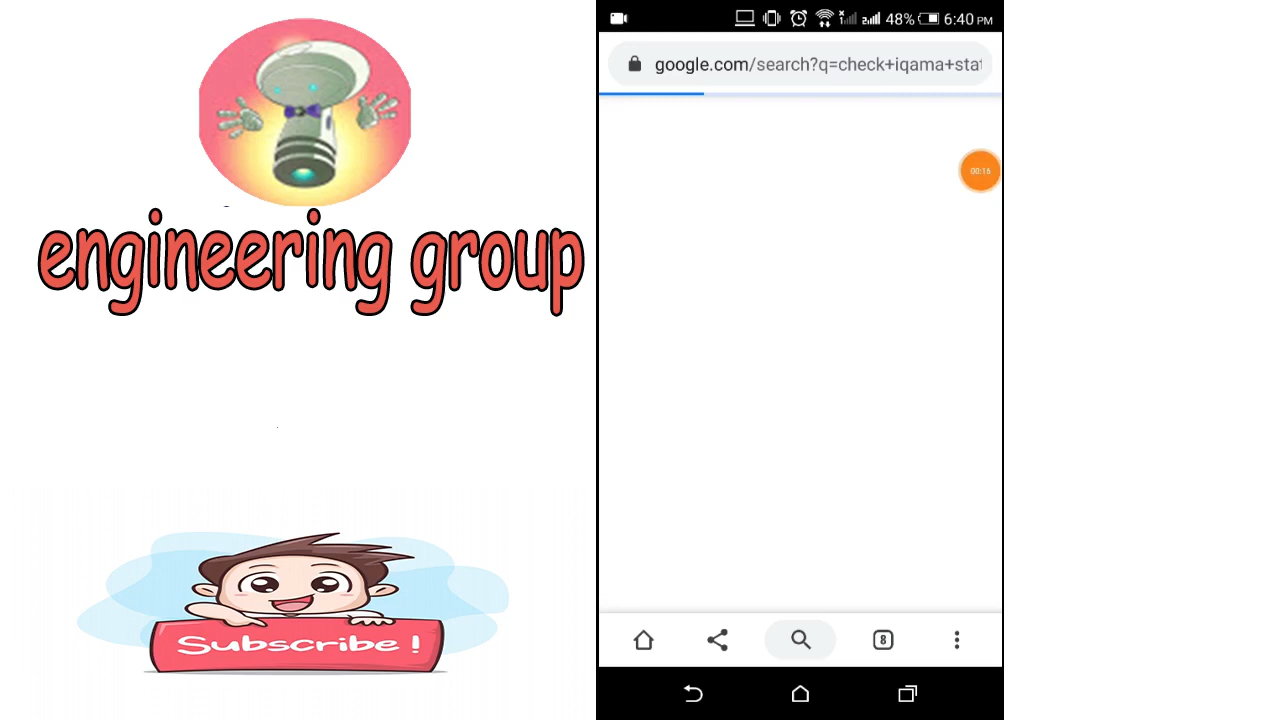 48% 6:40 PM
google.com/search?q=check+iqama+stat
00:16
engineering group
8
Subscribe !